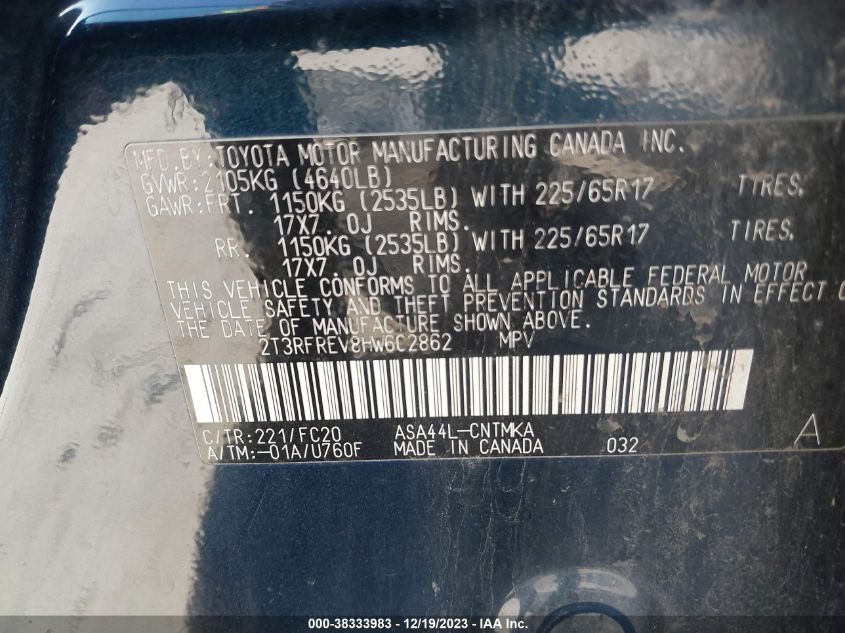 MFD.BY:TOYOTA MOTOR MANUFACTURING CANADA INC.
GVWR:2105KG (4640LB)
GAWR:FRT. 1150KG (2535LB) WITH 225/65R17 TIRES,
17X7.0J RIMS.
RR. 1150KG (2535LB) WITH 225/65R17 TIRES,
17X7.0J RIMS.
THIS VEHICLE CONFORMS TO ALL APPLICABLE FEDERAL MOTOR
VEHICLE SAFETY AND THEFT PREVENTION STANDARDS IN EFFECT
THE DATE OF MANUFACTURE SHOWN ABOVE.
2T3RFREV8HW6C2862 MPV
C/TR:221/FC20 ASA44L-CNTMKA A
A/TM:-01A/U760F MADE IN CANADA 032
000-38333983 - 12/19/2023 - IAA Inc.